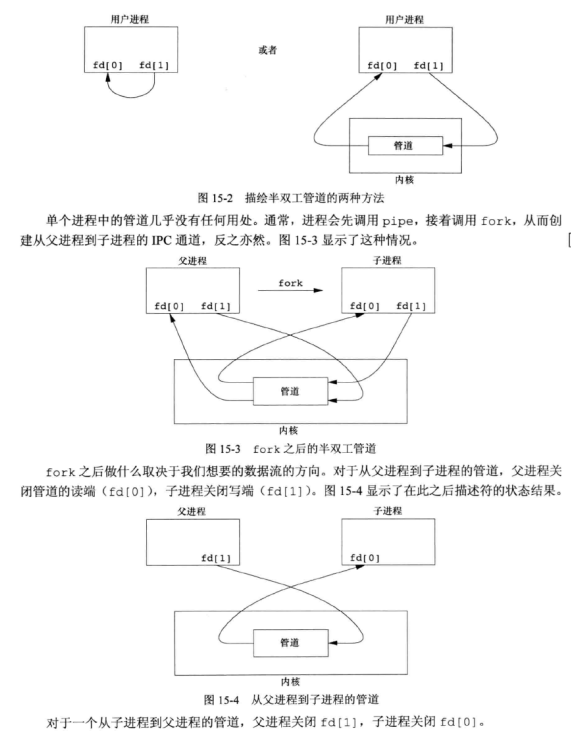 用户进程
用户进程
或者
fd[0] fd[1]
fd[0] fd[1]
管道
内核
图 15-2 描绘半双工管道的两种方法
单个进程中的管道几乎没有任何用处。通常，进程会先调用 pipe，接着调用 fork，从而创
建从父进程到子进程的 IPC 通道，反之亦然。图 15-3 显示了这种情况。
父进程
子进程
fork
fd[0] fd[1]
fd[0] fd[1]
管道
内核
图 15-3 fork 之后的半双工管道
fork 之后做什么取决于我们想要的数据流的方向。对于从父进程到子进程的管道，父进程关
闭管道的读端（fd[0]），子进程关闭写端（fd[1]）。图 15-4 显示了在此之后描述符的状态结果。
父进程
子进程
fd[1]
fd[0]
管道
内核
图 15-4 从父进程到子进程的管道
对于一个从子进程到父进程的管道，父进程关闭 fd[1]，子进程关闭 fd[0]。